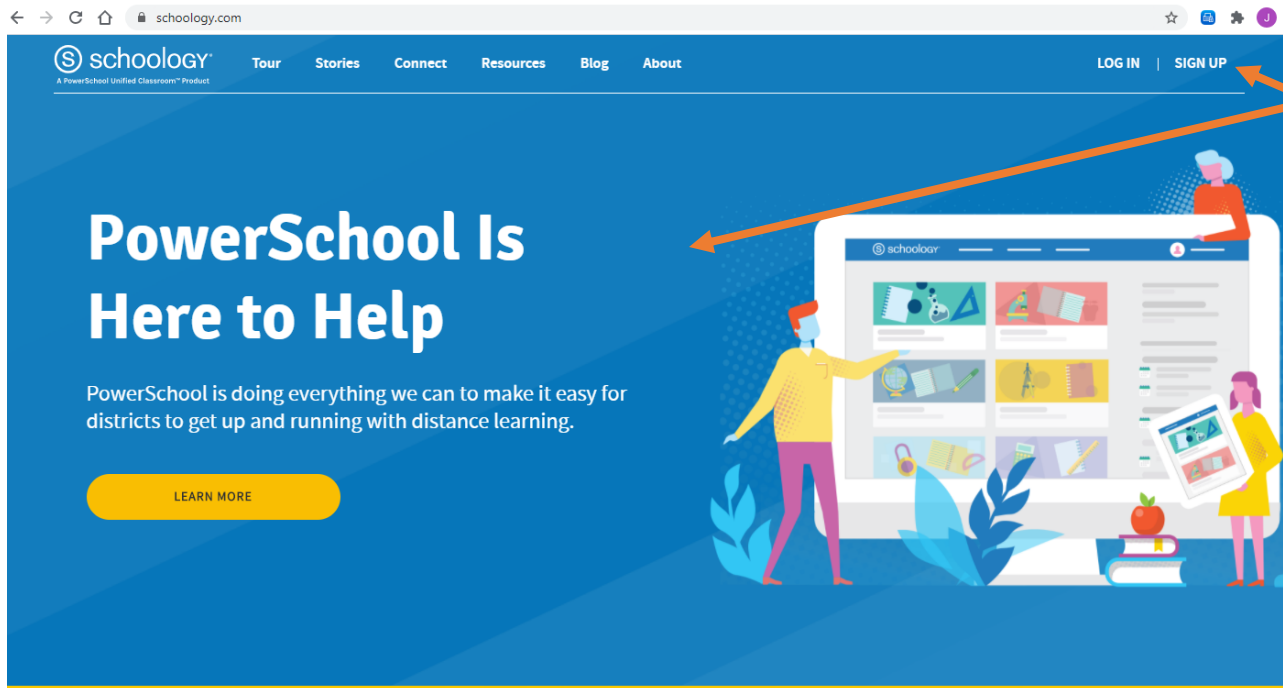 schoology.com
J
S schoology
A PowerSchool Unified Classroom™ Product
Tour Stories Connect Resources Blog About
LOG IN | SIGN UP
PowerSchool Is
Here to Help
PowerSchool is doing everything we can to make it easy for
districts to get up and running with distance learning.
LEARN MORE
S schoology